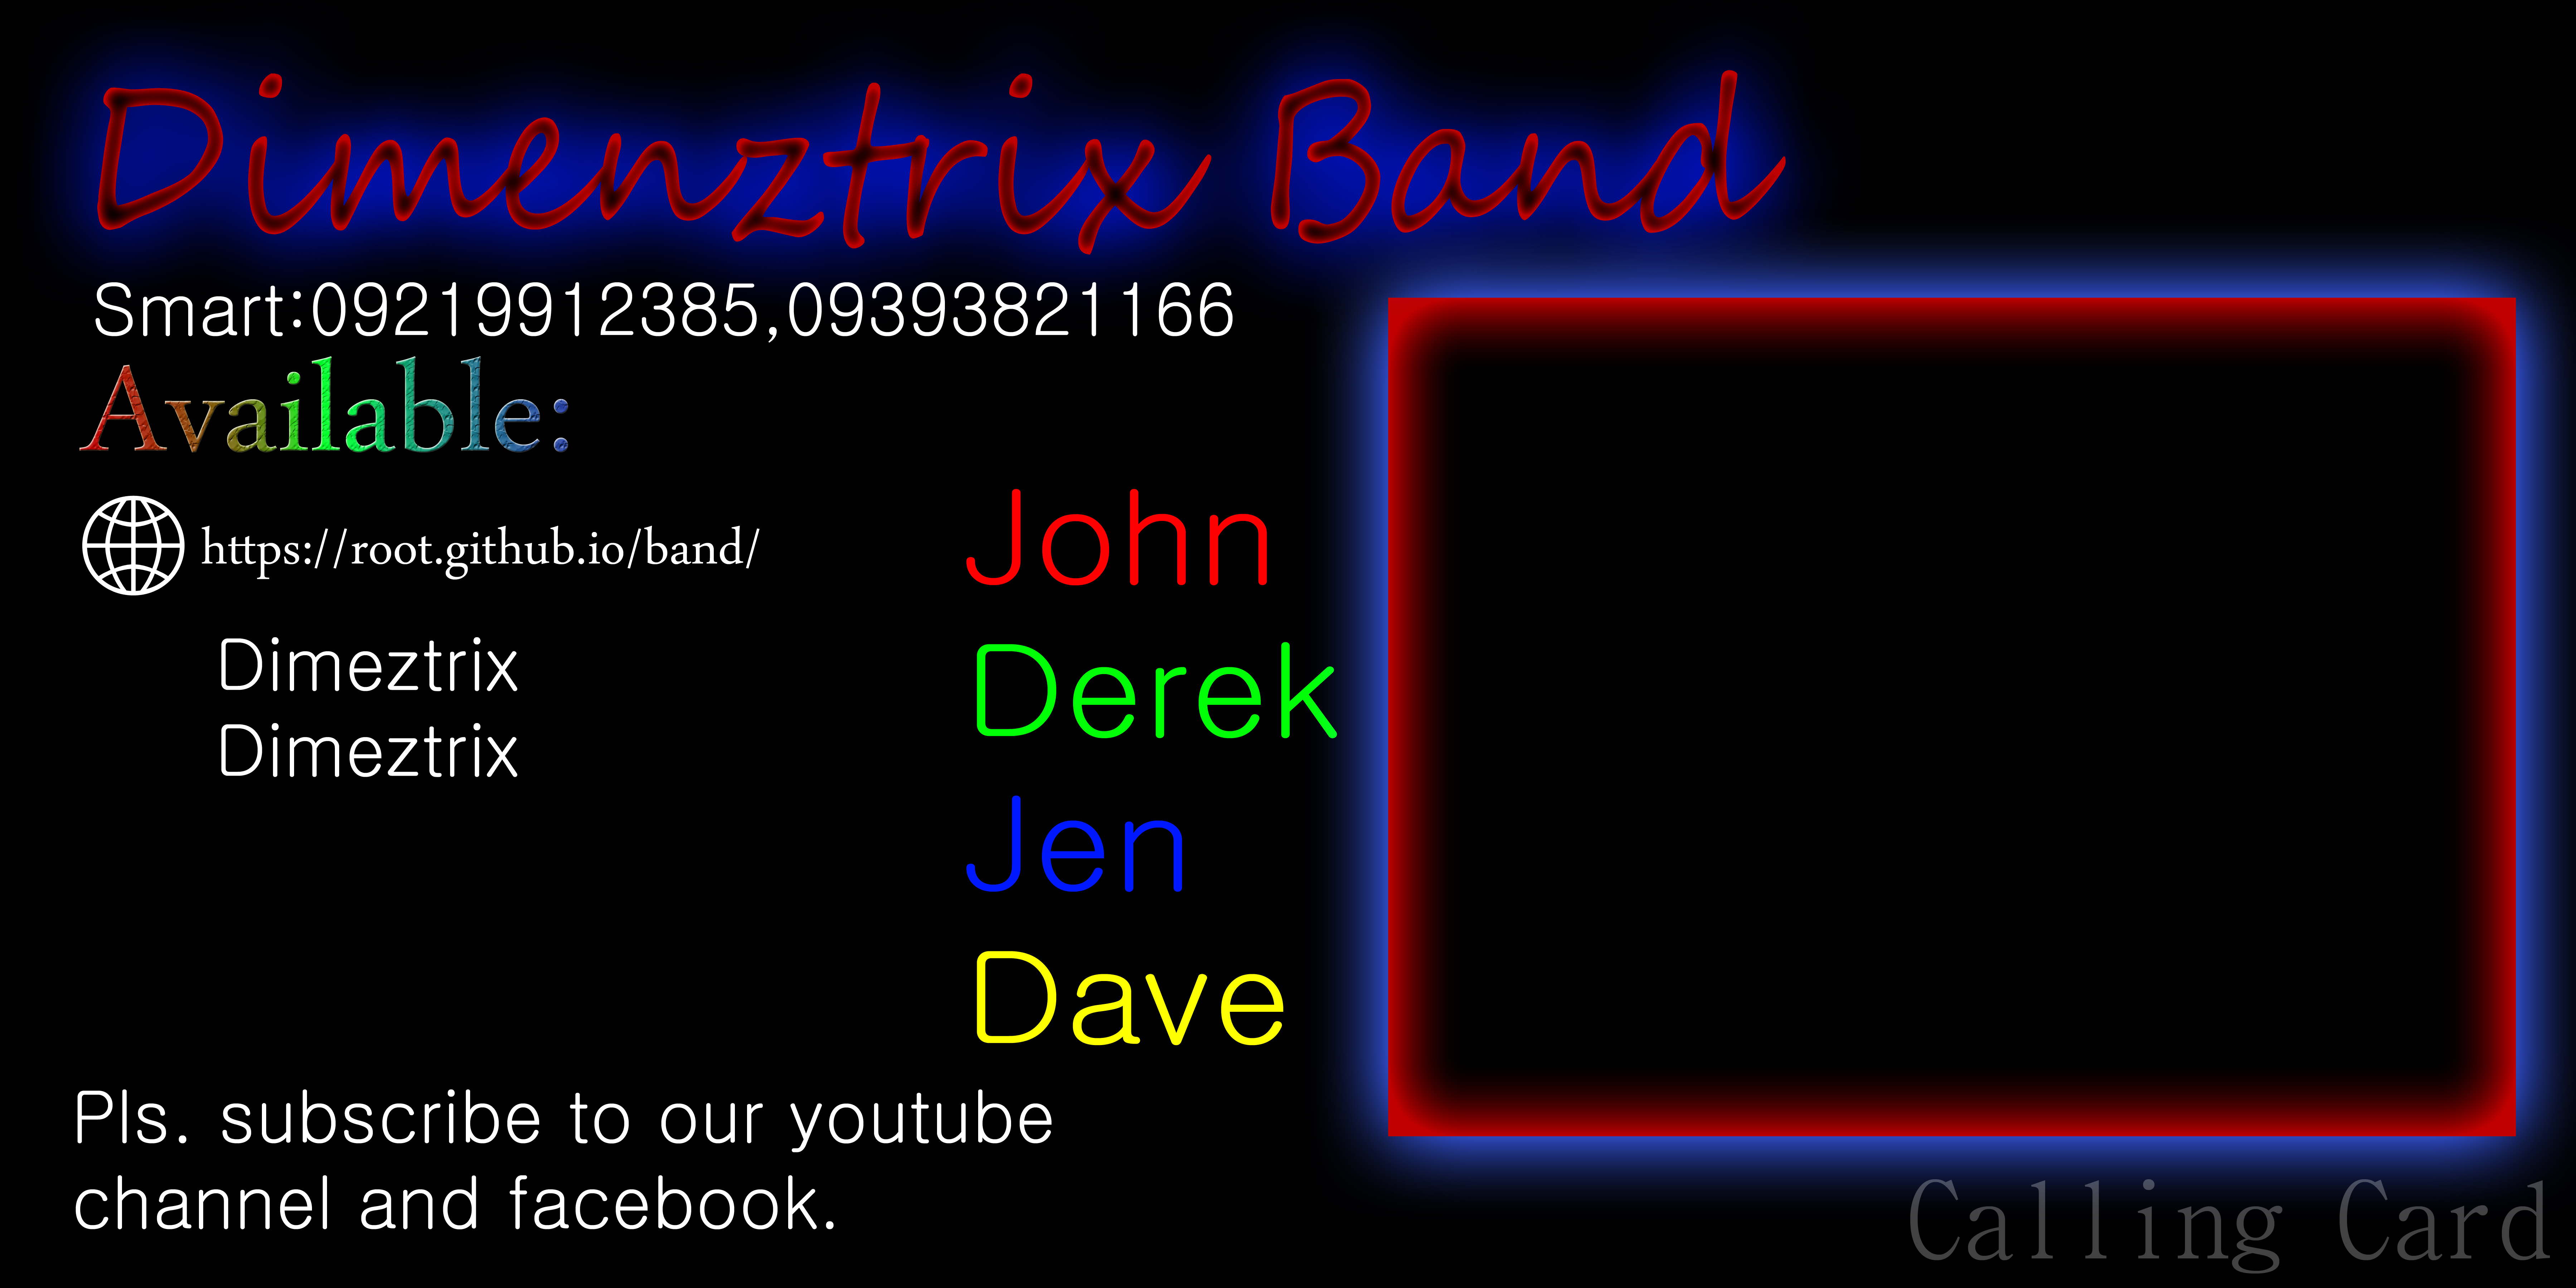 Dimenztrix Band
Smart:09219912385,09393821166
Available:
https://root.github.io/band/
Dimeztrix
Dimeztrix
John
Derek
Jen
Dave
Pls. subscribe to our youtube
channel and facebook.
Calling Card